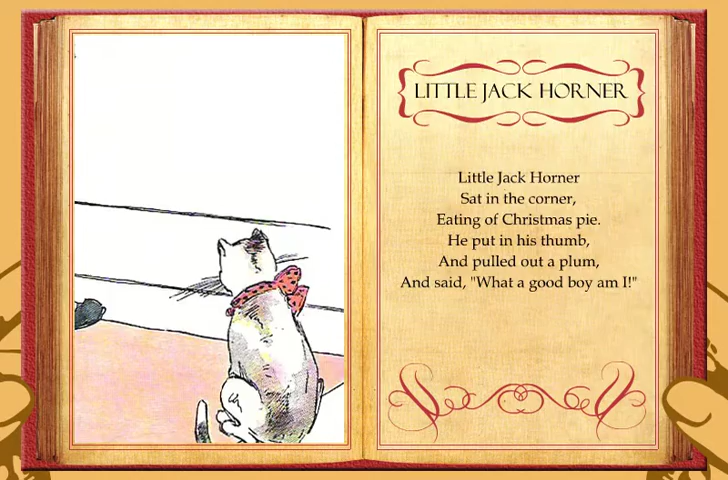 LITTLE JACK HORNER
Little Jack Horner
Sat in the corner,
Eating of Christmas pie.
He put in his thumb,
And pulled out a plum,
And said, "What a good boy am I!"